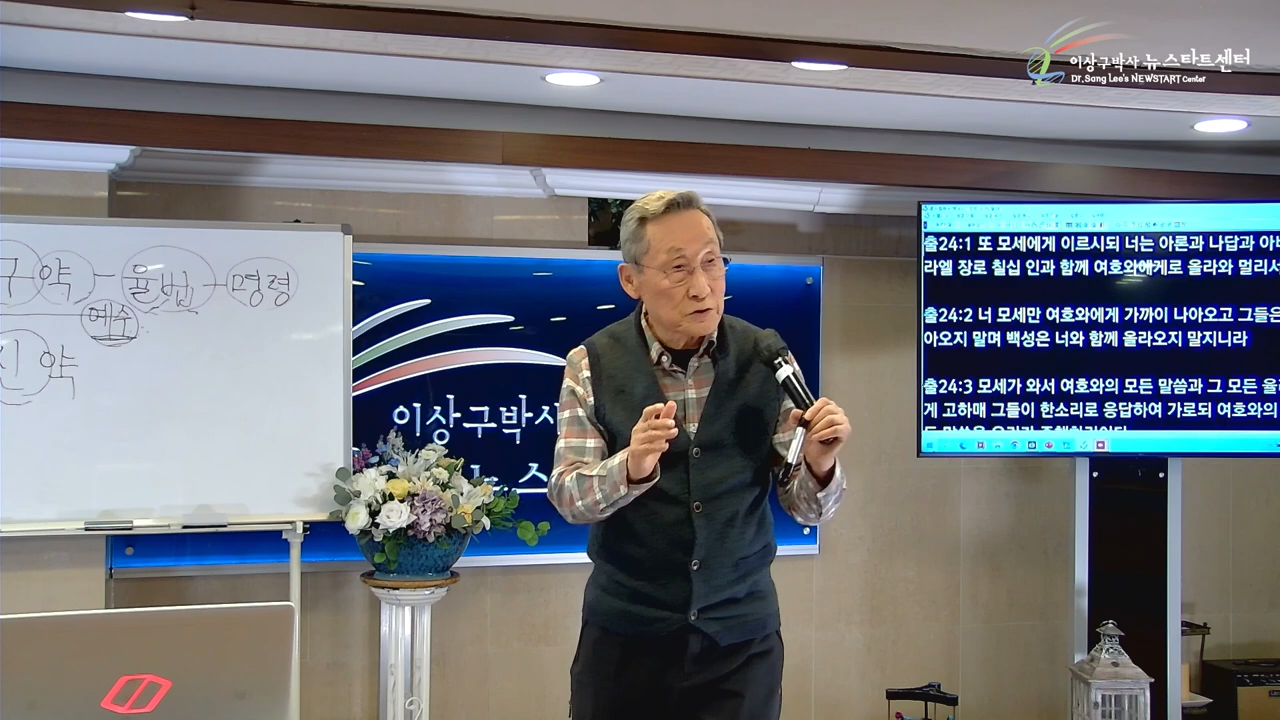 이상구박사 뉴스타트센터
Dr. Sang Lee's NEWSTART Center
구약 - 율법 - 명령
예수
신약
이상구박사
뉴스
출24:1 또 모세에게 이르시되 너는 아론과 나답과 아비
라엘 장로 칠십 인과 함께 여호와에게로 올라와 멀리서
출24:2 너 모세만 여호와에게 가까이 나아오고 그들은
아오지 말며 백성은 너와 함께 올라오지 말지니라
출24:3 모세가 와서 여호와의 모든 말씀과 그 모든
게 고하매 그들이 한소리로 응답하여 가로되 여호와의